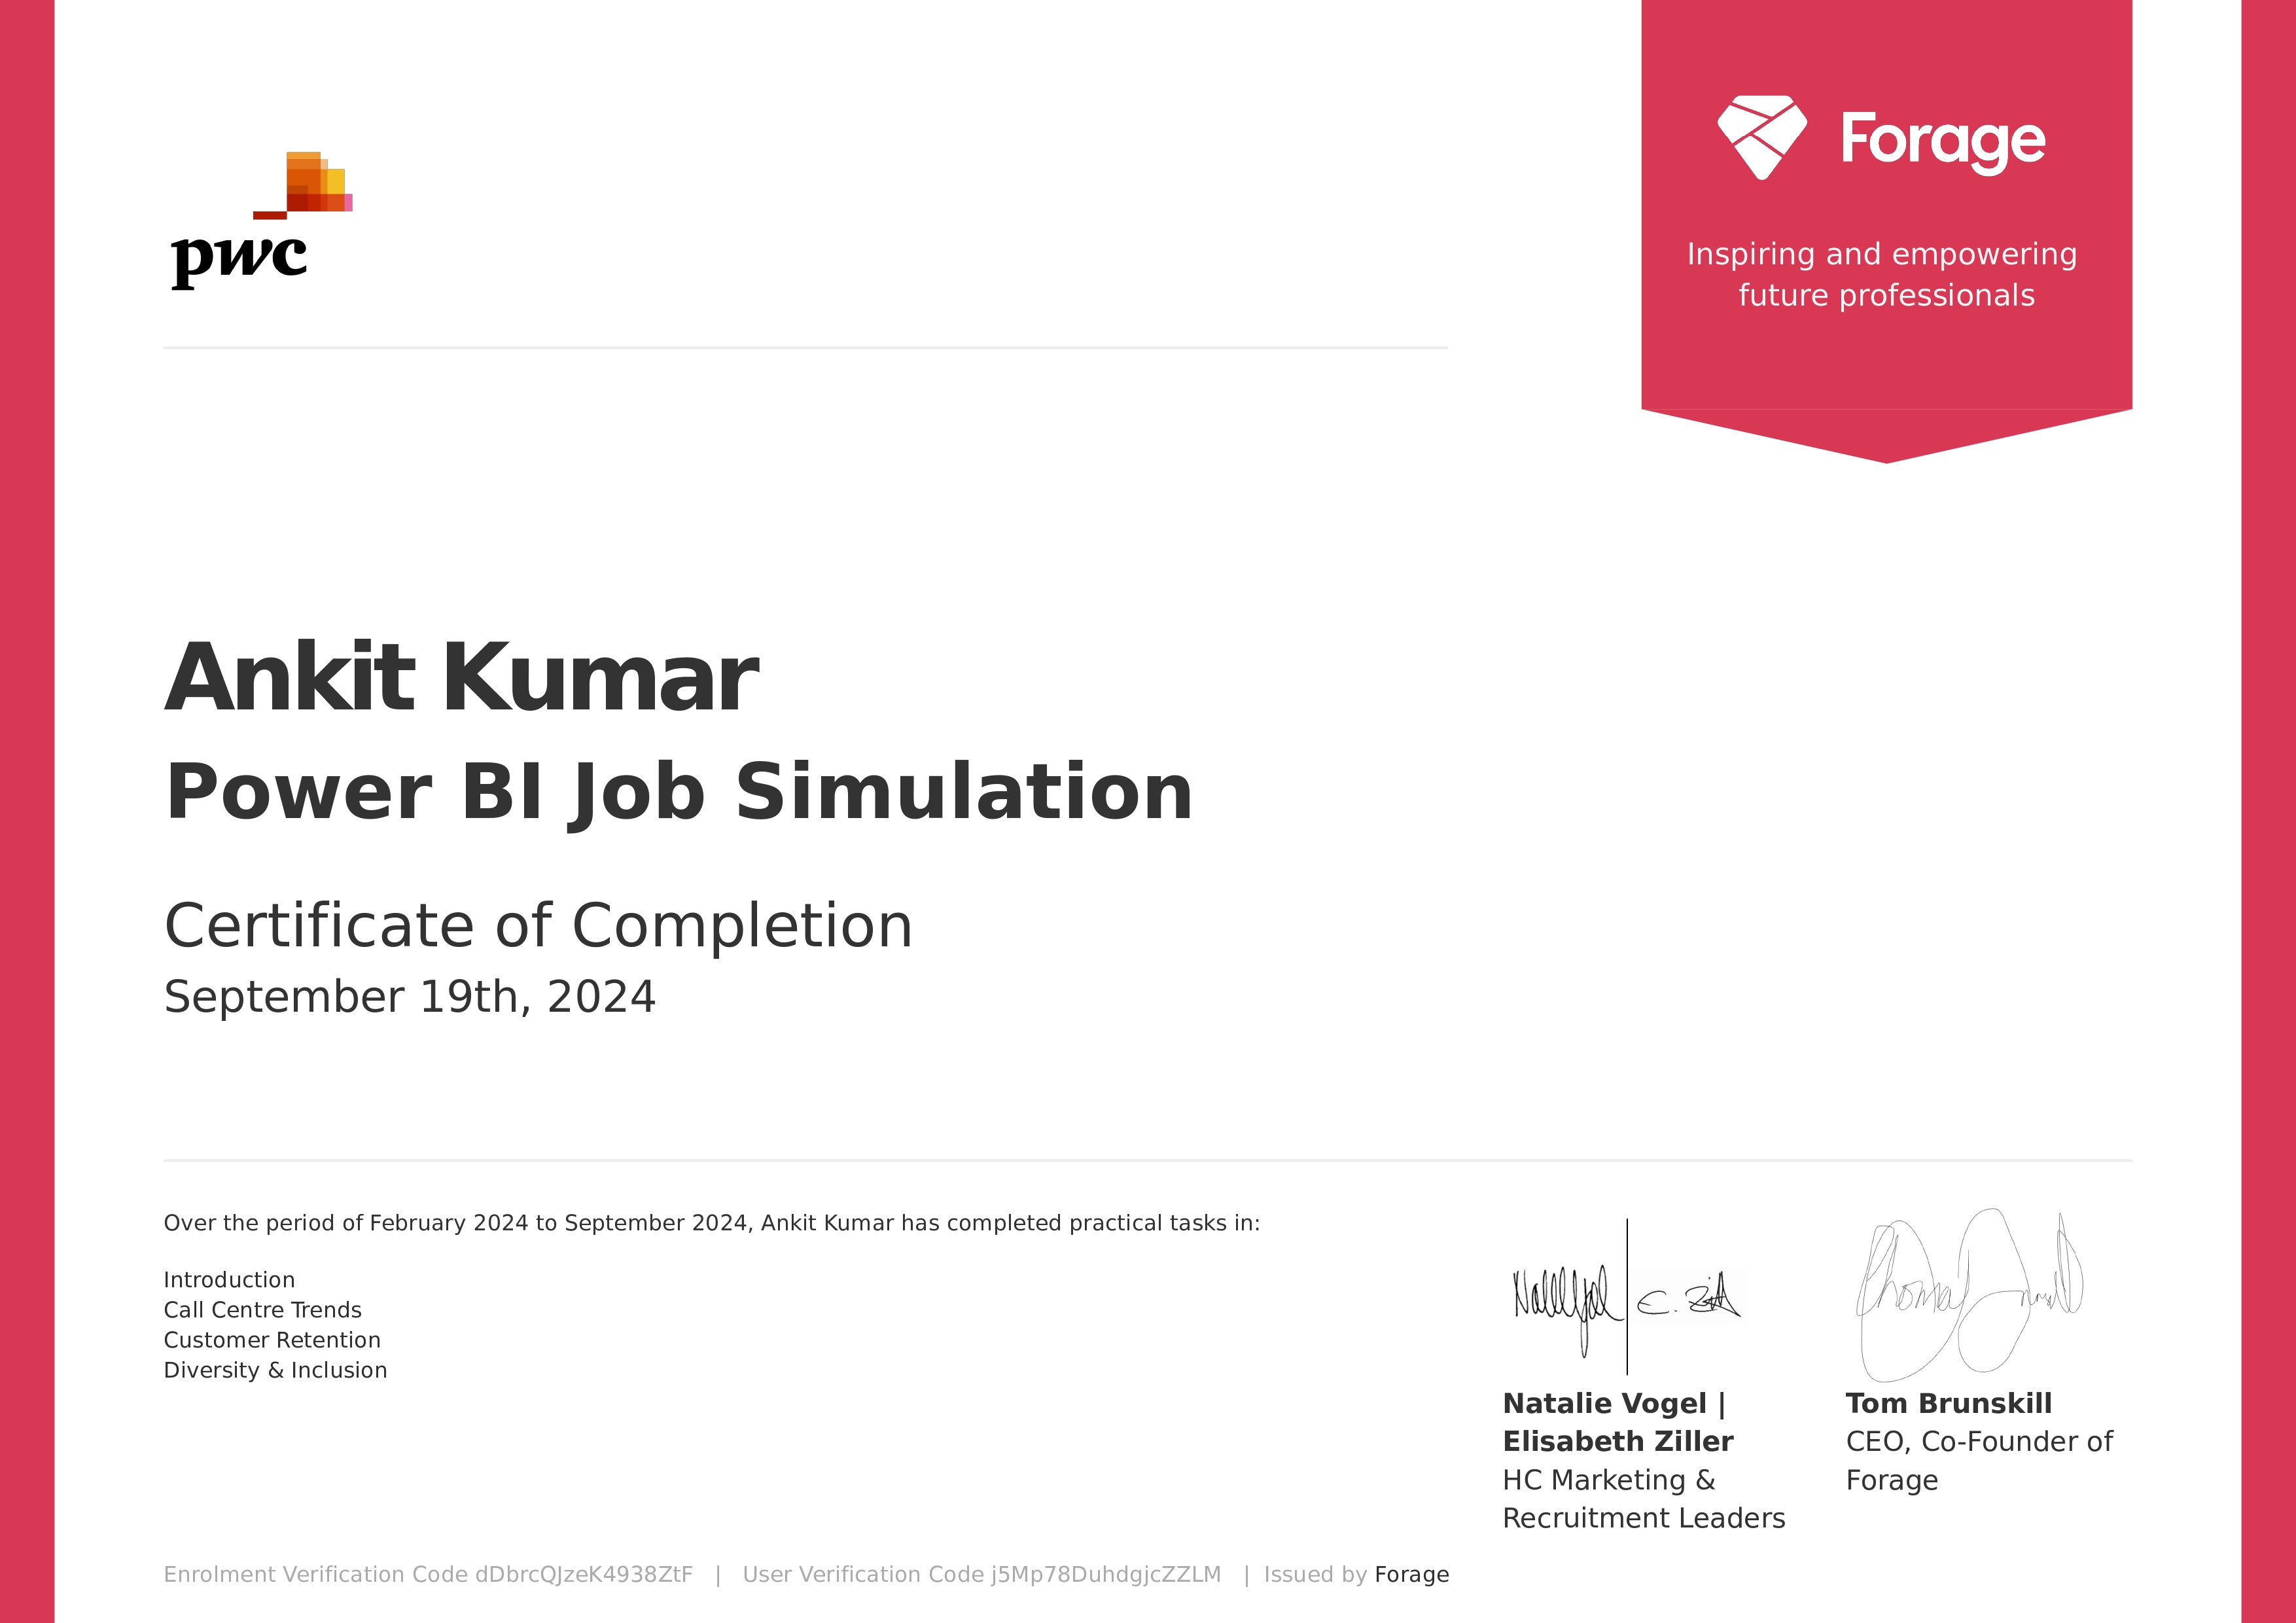 pwc
Forage
Inspiring and empowering
future professionals
Ankit Kumar
Power BI Job Simulation
Certificate of Completion
September 19th, 2024
Over the period of February 2024 to September 2024, Ankit Kumar has completed practical tasks in:
Introduction
Call Centre Trends
Customer Retention
Diversity & Inclusion
Natalie Vogel |
Elisabeth Ziller
HC Marketing &
Recruitment Leaders
Tom Brunskill
CEO, Co-Founder of
Forage
Enrolment Verification Code dDbrcQJzeK4938ZtF | User Verification Code j5Mp78DuhdgjcZZLM | Issued by Forage